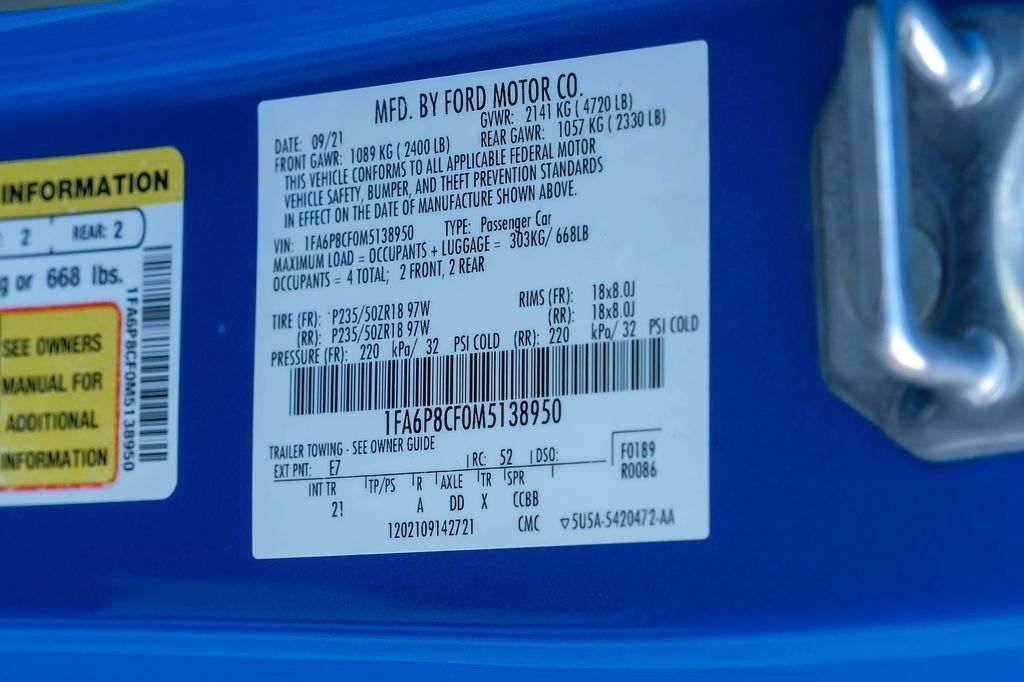 INFORMATION
2 REAR: 2
g or 668 lbs.
SEE OWNERS
MANUAL FOR
ADDITIONAL
INFORMATION
1FA6P8CF0M5138950
MFD. BY FORD MOTOR CO.
DATE: 09/21 GVWR: 2141 KG ( 4720 LB)
FRONT GAWR: 1089 KG ( 2400 LB) REAR GAWR: 1057 KG ( 2330 LB)
THIS VEHICLE CONFORMS TO ALL APPLICABLE FEDERAL MOTOR
VEHICLE SAFETY, BUMPER, AND THEFT PREVENTION STANDARDS
IN EFFECT ON THE DATE OF MANUFACTURE SHOWN ABOVE.
VIN: 1FA6P8CF0M5138950 TYPE: Passenger Car
MAXIMUM LOAD = OCCUPANTS + LUGGAGE = 303KG/ 668LB
OCCUPANTS = 4 TOTAL; 2 FRONT, 2 REAR
TIRE (FR): P235/50ZR18 97W RIMS (FR): 18x8.0J
(RR): P235/50ZR18 97W (RR): 18x8.0J
PRESSURE (FR): 220 kPa/ 32 PSI COLD (RR): 220 kPa/ 32 PSI COLD
1FA6P8CF0M5138950
TRAILER TOWING - SEE OWNER GUIDE
EXT PNT: E7 RC: 52 DSO: F0189
R0086
INT TR TP/PS R AXLE TR SPR
21 A DD X CCBB
1202109142721 CMC ▽5U5A-5420472-AA